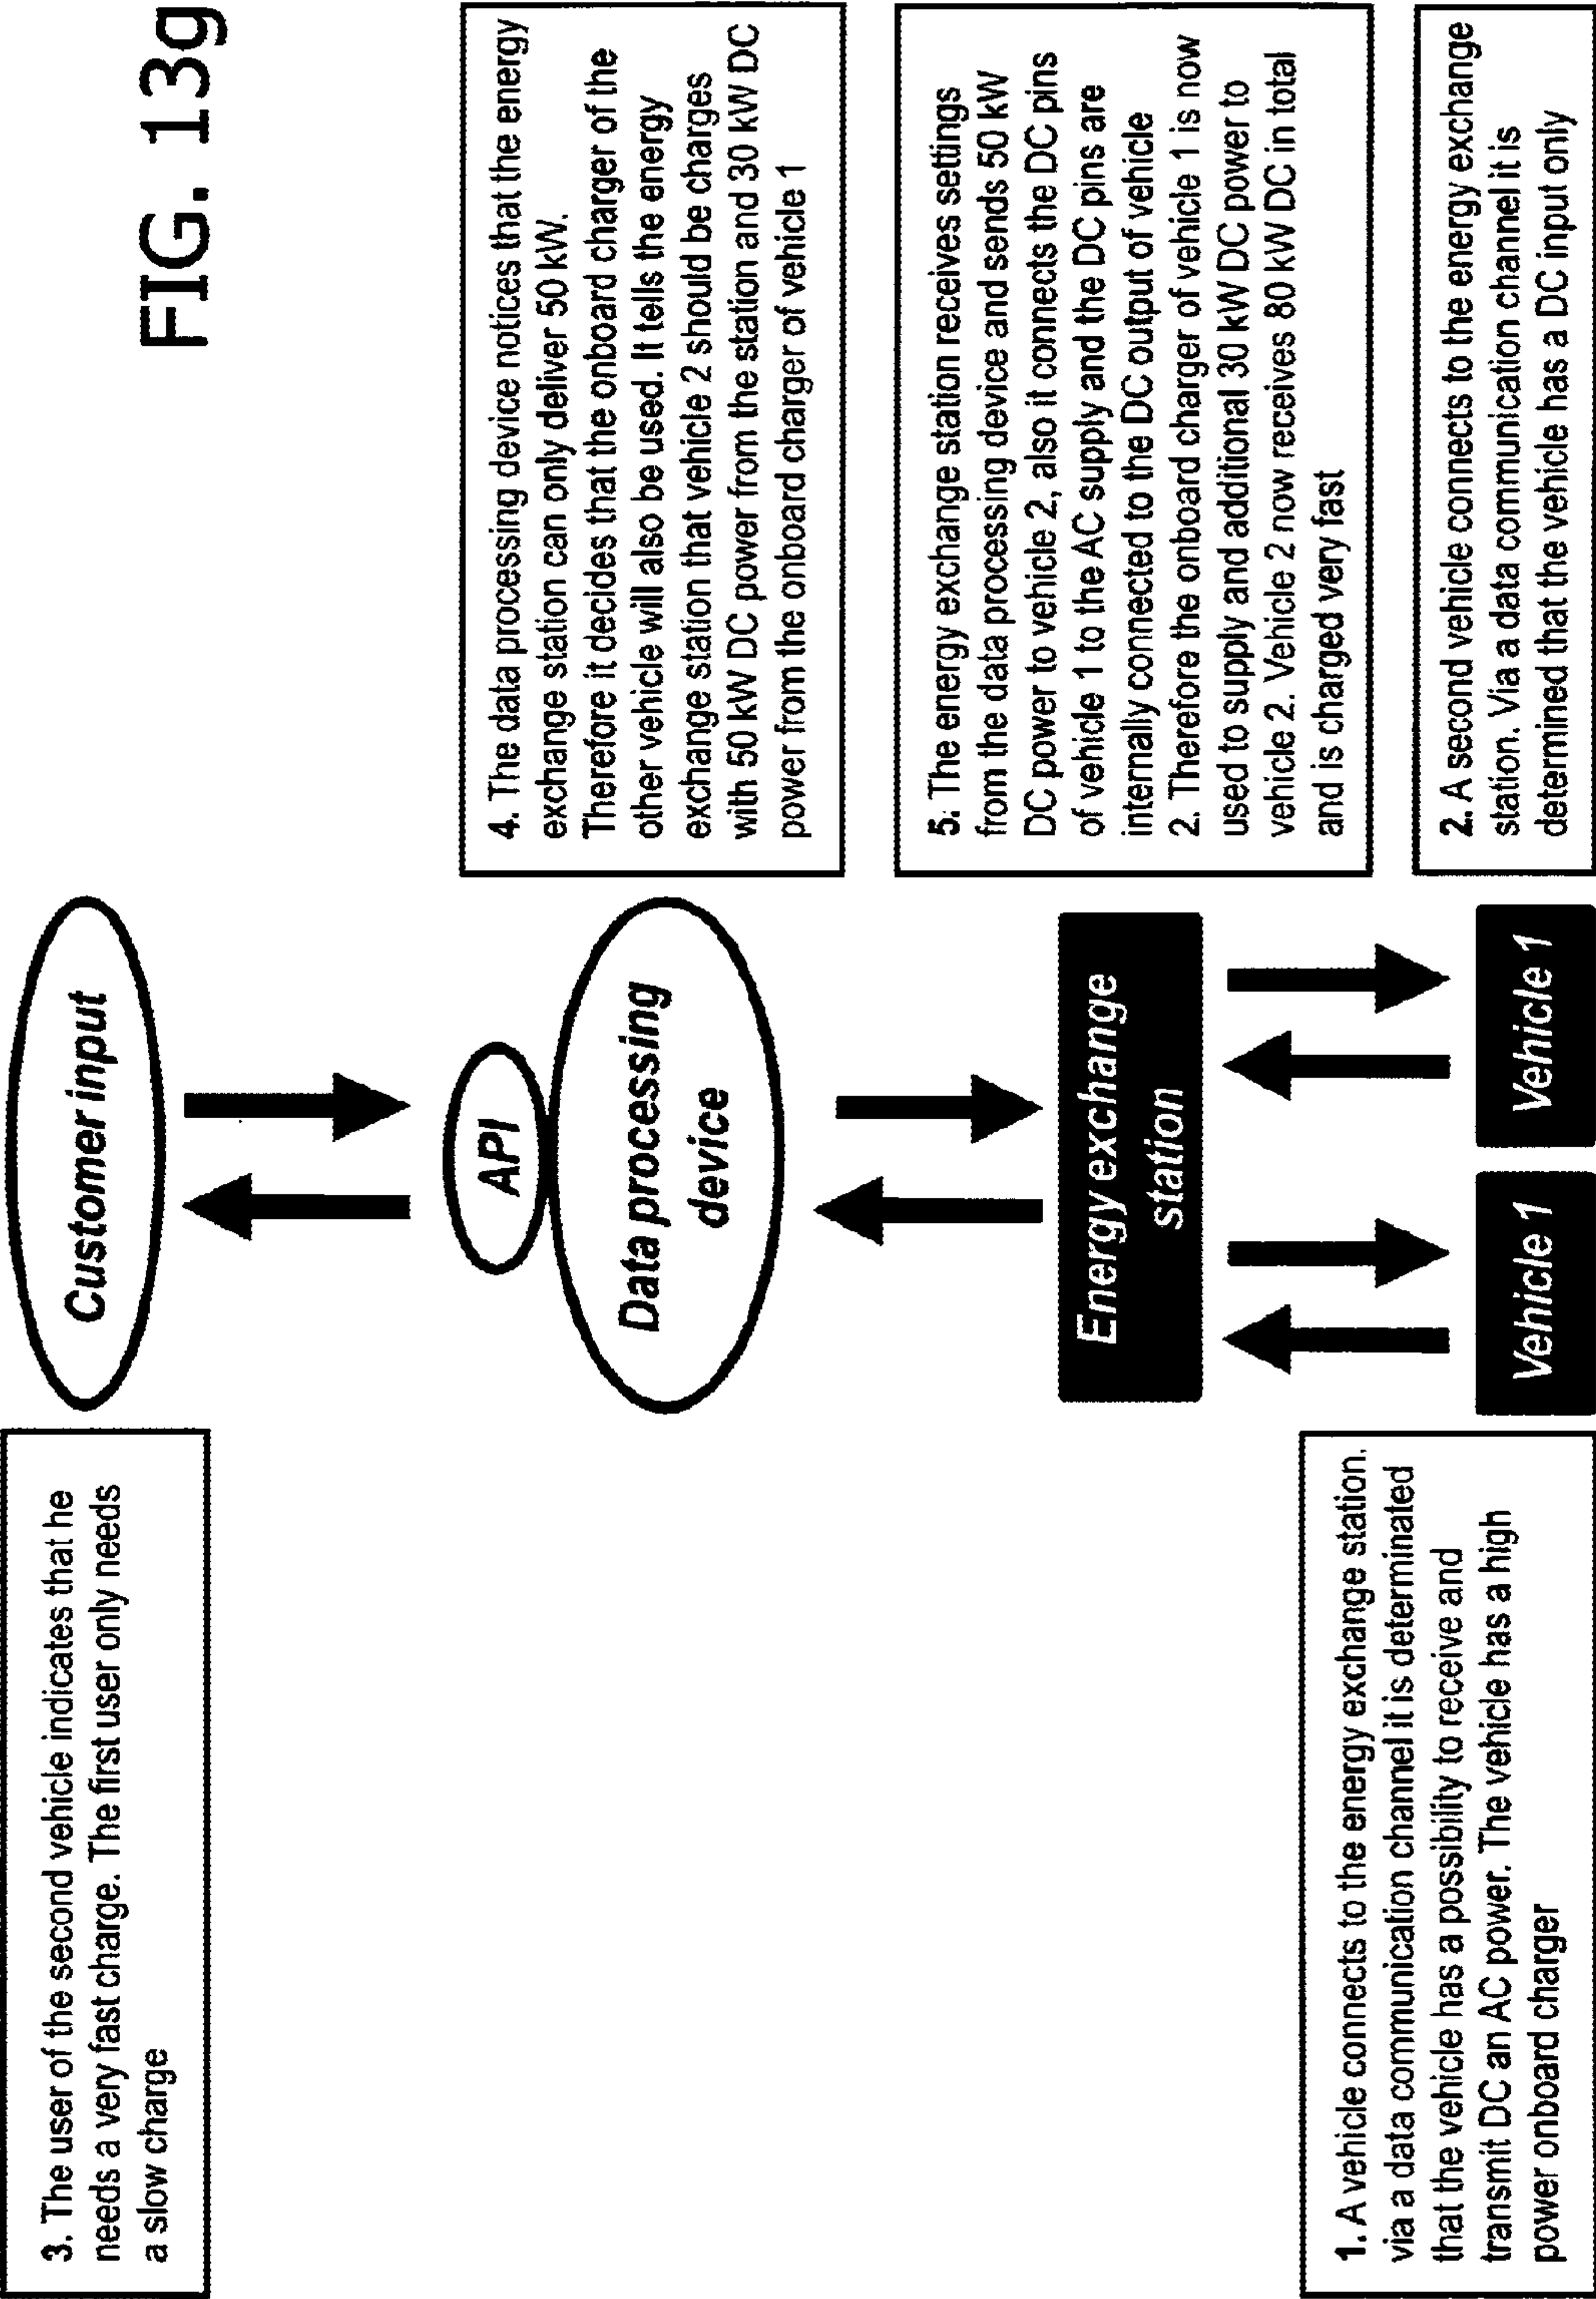 FIG. 13g
3. The user of the second vehicle indicates that he
needs a very fast charge. The first user only needs
a slow charge
Customer input
API
Data processing
device
4. The data processing device notices that the energy
exchange station can only deliver 50 kW.
Therefore it decides that the onboard charger of the
other vehicle will also be used. It tells the energy
exchange station that vehicle 2 should be charges
with 50 kW DC power from the station and 30 kW DC
power from the onboard charger of vehicle 1
Energy exchange
station
5. The energy exchange station receives settings
from the data processing device and sends 50 kW
DC power to vehicle 2, also it connects the DC pins
of vehicle 1 to the AC supply and the DC pins are
internally connected to the DC output of vehicle
2. Therefore the onboard charger of vehicle 1 is now
used to supply and additional 30 kW DC power to
vehicle 2. Vehicle 2 now receives 80 kW DC in total
and is charged very fast
1. A vehicle connects to the energy exchange station.
via a data communication channel it is determinated
that the vehicle has a possibility to receive and
transmit DC an AC power. The vehicle has a high
power onboard charger
Vehicle 1
Vehicle 1
2. A second vehicle connects to the energy exchange
station. Via a data communication channel it is
determined that the vehicle has a DC input only